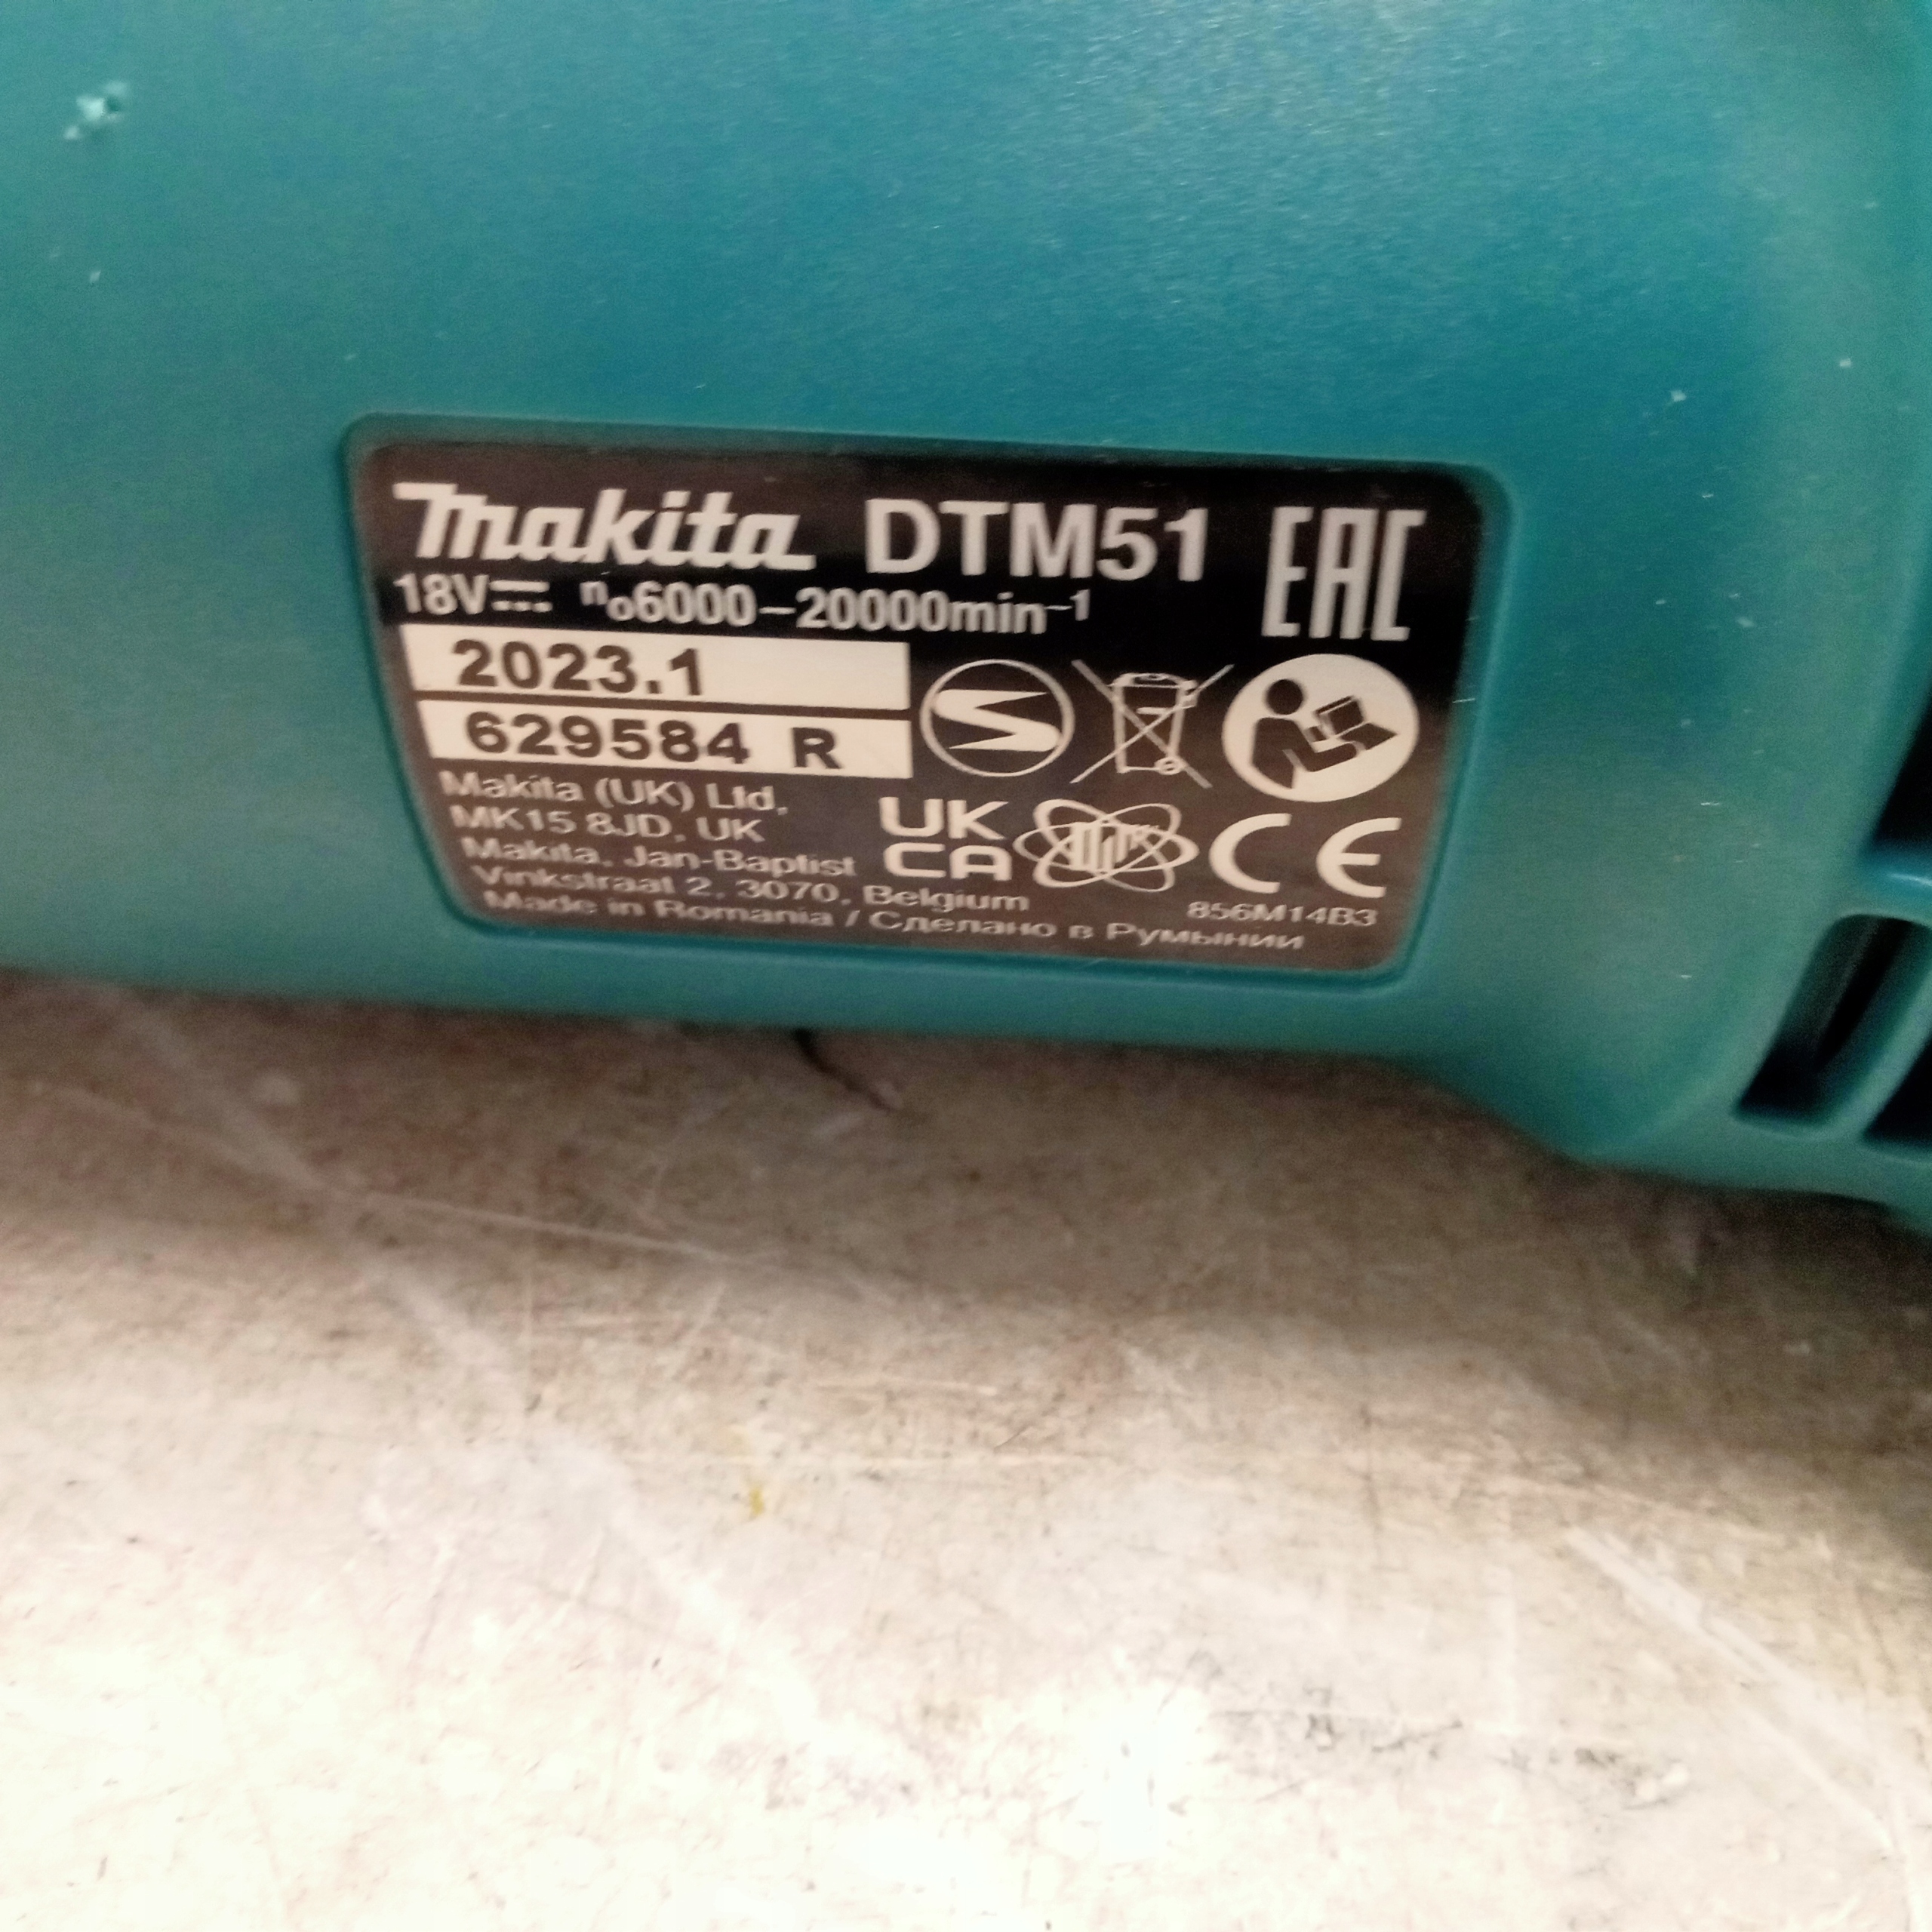 makita DTM51 EAC
18V n₀6000–20000min⁻¹
2023.1
629584 R
Makita (UK) Ltd,
MK15 8JD, UK
Makita, Jan-Baptist
Vinkstraat 2, 3070, Belgium
UK
CA
CE
856M14B3
Made in Romania / Сделано в Румынии